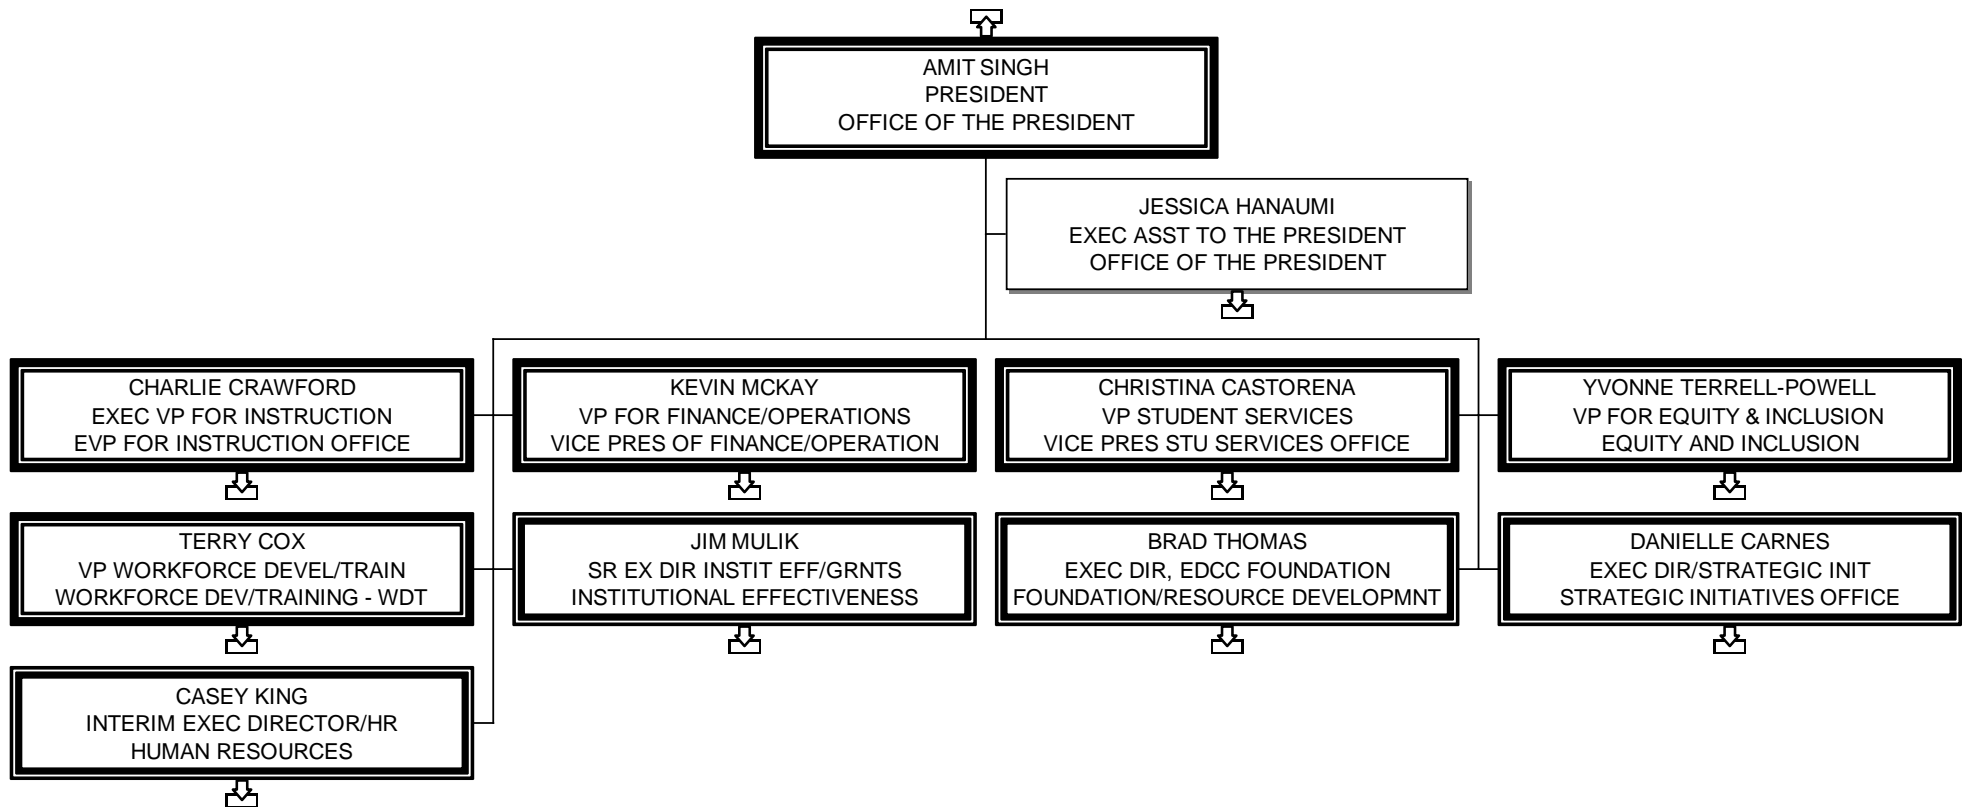 AMIT SINGH
PRESIDENT
OFFICE OF THE PRESIDENT
JESSICA HANAUMI
EXEC ASST TO THE PRESIDENT
OFFICE OF THE PRESIDENT
CHARLIE CRAWFORD
EXEC VP FOR INSTRUCTION
EVP FOR INSTRUCTION OFFICE
KEVIN MCKAY
VP FOR FINANCE/OPERATIONS
VICE PRES OF FINANCE/OPERATION
CHRISTINA CASTORENA
VP STUDENT SERVICES
VICE PRES STU SERVICES OFFICE
YVONNE TERRELL-POWELL
VP FOR EQUITY & INCLUSION
EQUITY AND INCLUSION
TERRY COX
VP WORKFORCE DEVEL/TRAIN
WORKFORCE DEV/TRAINING - WDT
JIM MULIK
SR EX DIR INSTIT EFF/GRNTS
INSTITUTIONAL EFFECTIVENESS
BRAD THOMAS
EXEC DIR, EDCC FOUNDATION
FOUNDATION/RESOURCE DEVELOPMNT
DANIELLE CARNES
EXEC DIR/STRATEGIC INIT
STRATEGIC INITIATIVES OFFICE
CASEY KING
INTERIM EXEC DIRECTOR/HR
HUMAN RESOURCES